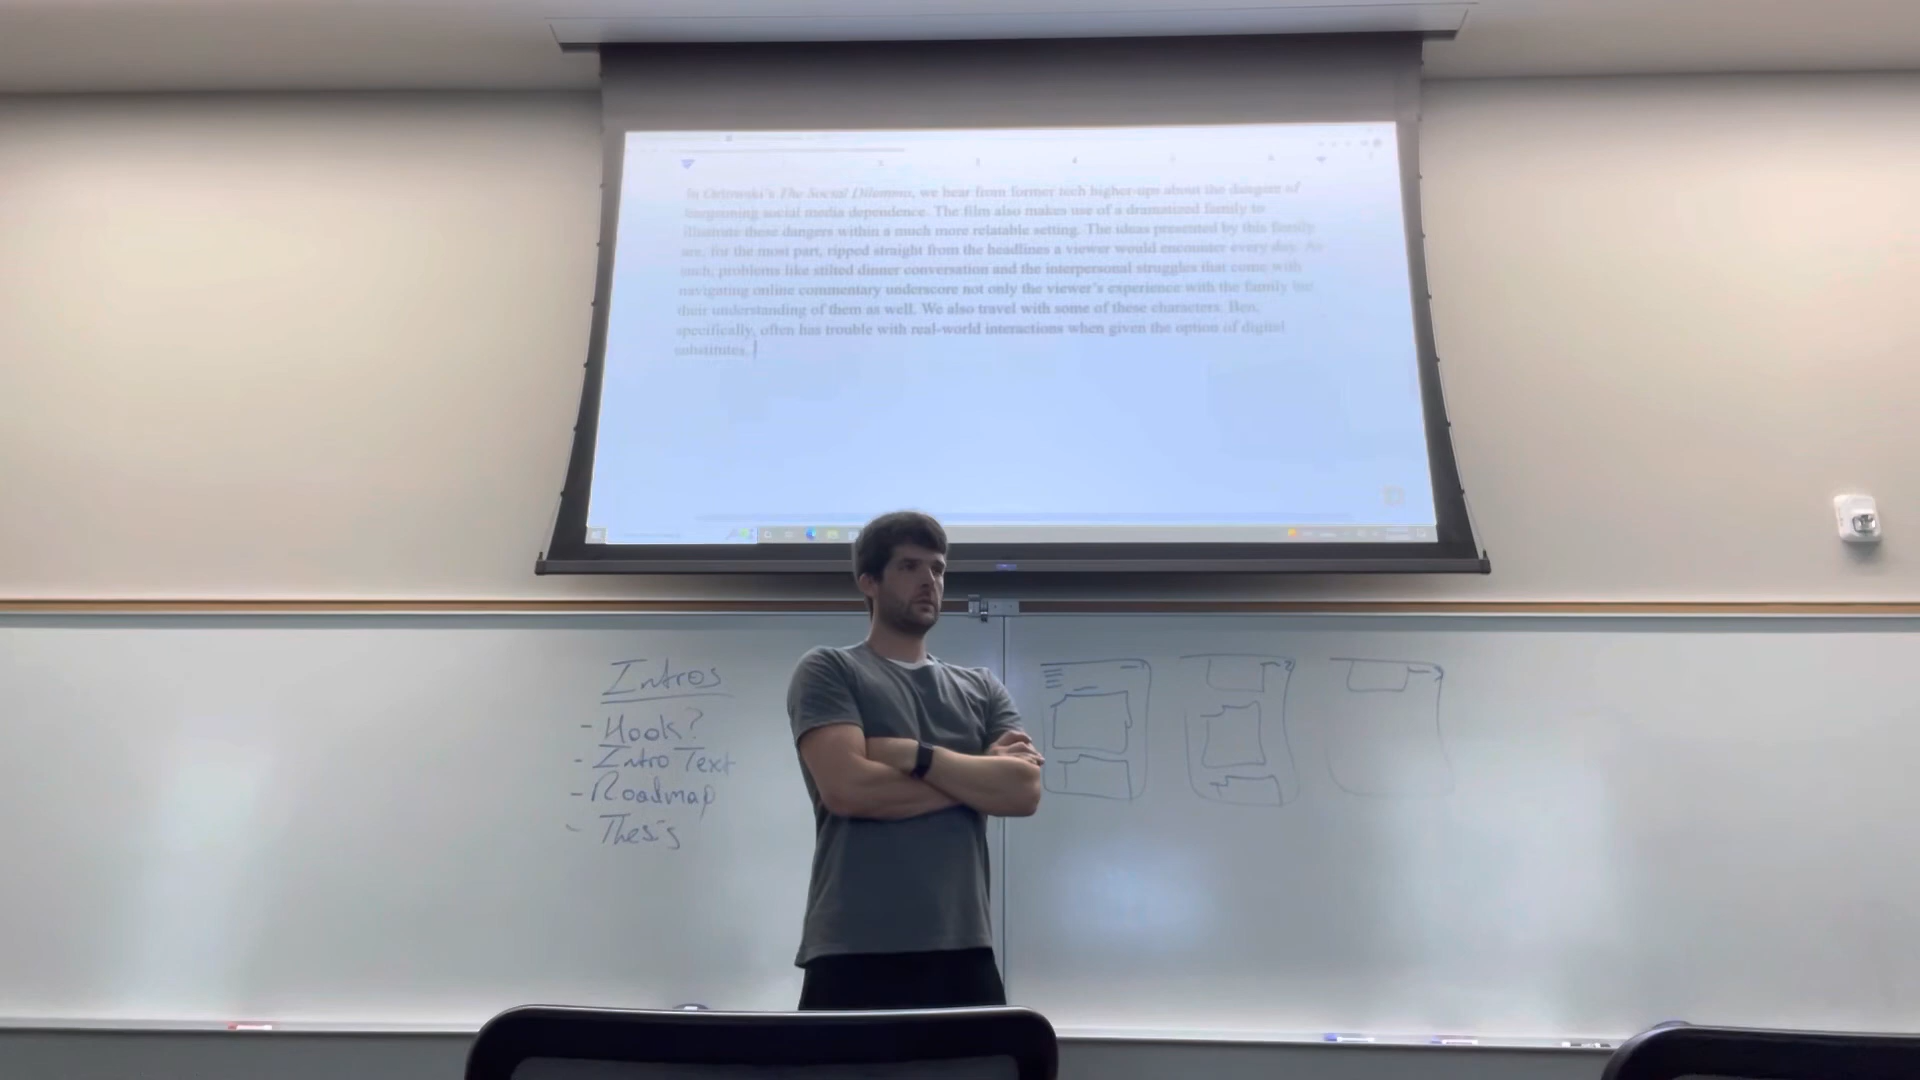 In Orlowski's The Social Dilemma, we hear from former tech higher-ups about the dangers of
burgeoning social media dependence. The film also makes use of a dramatized family to
illustrate these dangers within a much more relatable setting. The ideas presented by this family
are, for the most part, ripped straight from the headlines a viewer would encounter every day. As
such, problems like stilted dinner conversation and the interpersonal struggles that come with
navigating online commentary underscore not only the viewer's experience with the family but
their understanding of them as well. We also travel with some of these characters. Ben,
specifically, often has trouble with real-world interactions when given the option of digital
substitutes.
Intros
- Hook?
- Intro Text
- Roadmap
- Thesis